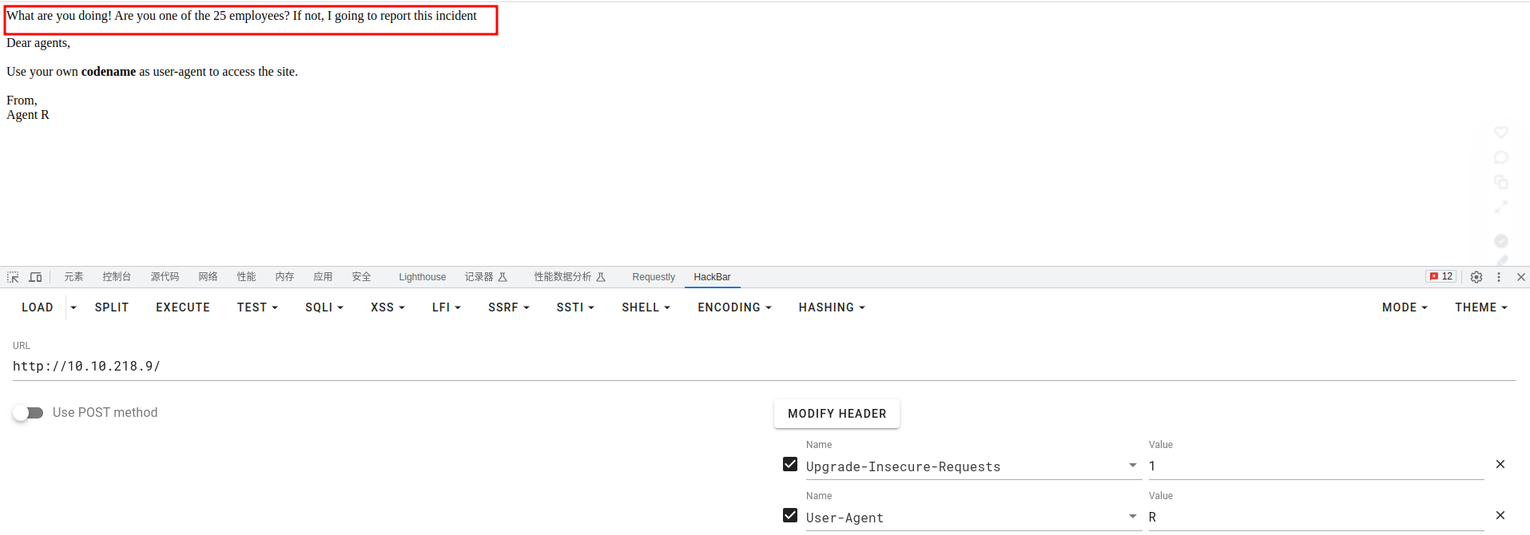 What are you doing! Are you one of the 25 employees? If not, I going to report this incident
Dear agents,
Use your own codename as user-agent to access the site.
From,
Agent R
元素 控制台 源代码 网络 性能 内存 应用 安全 Lighthouse 记录器 性能数据分析 Requestly HackBar 12
LOAD SPLIT EXECUTE TEST SQLI XSS LFI SSRF SSTI SHELL ENCODING HASHING MODE THEME
URL
http://10.10.218.9/
Use POST method
MODIFY HEADER
Name Value
Upgrade-Insecure-Requests 1
Name Value
User-Agent R